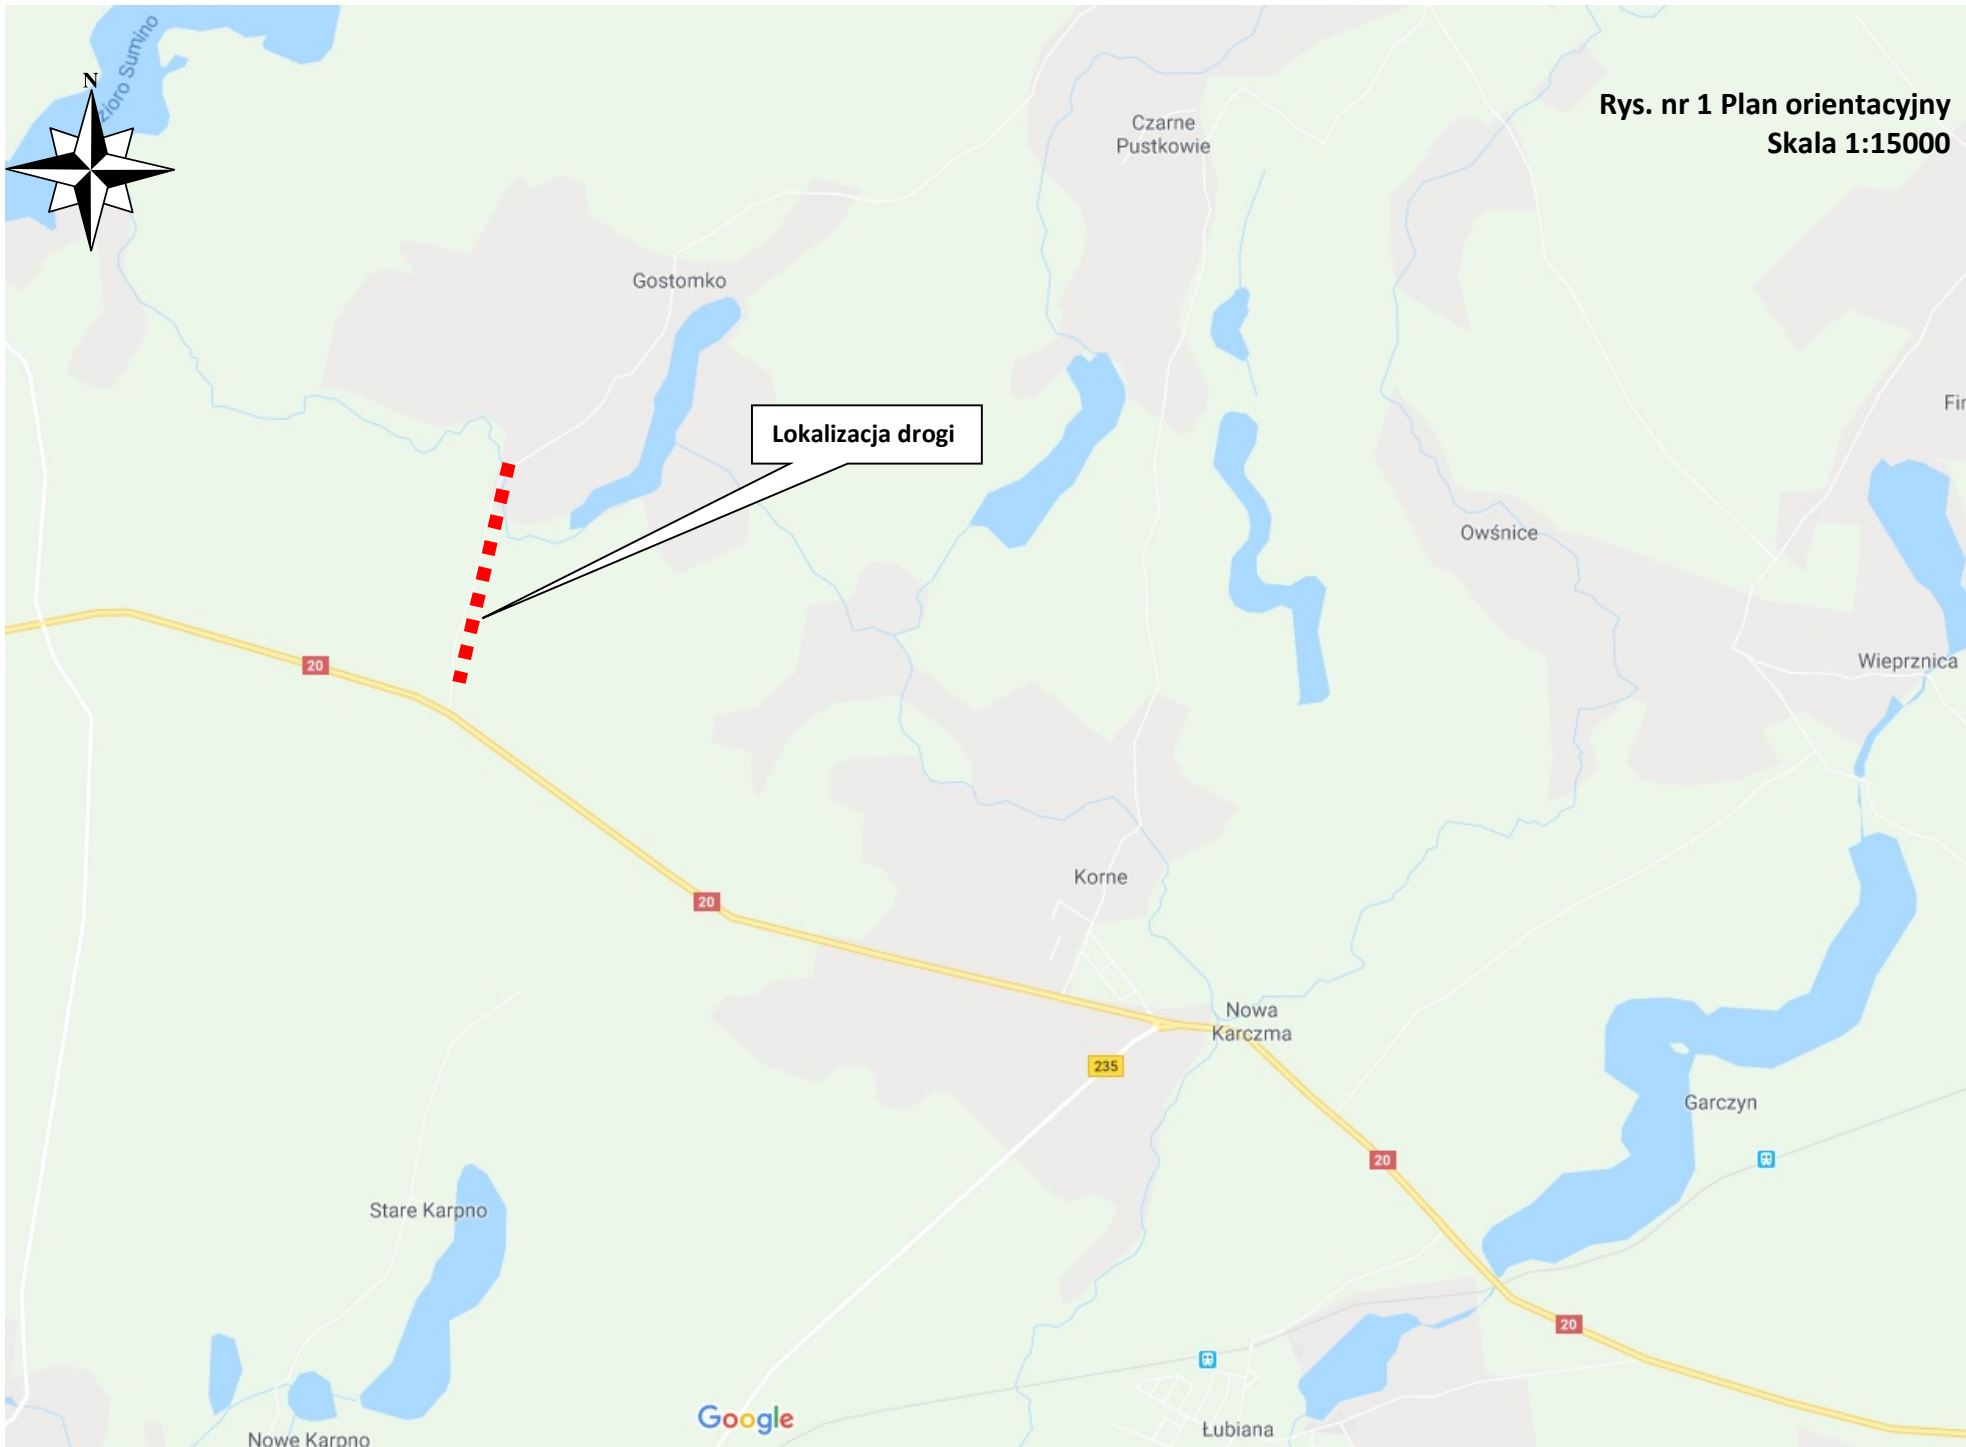 zioro Sumino
N
Rys. nr 1 Plan orientacyjny
Skala 1:15000
Czarne
Pustkowie
Gostomko
Fir
Lokalizacja drogi
Owśnice
20
Wieprznica
Korne
20
Nowa
Karczma
235
Garczyn
20
Stare Karpno
20
Google
Łubiana
Nowe Karpno